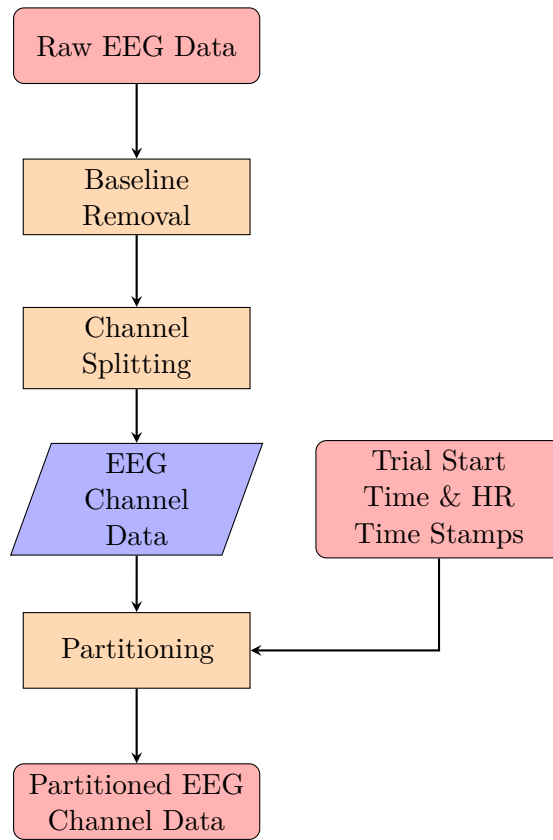 Raw EEG Data
Baseline
Removal
Channel
Splitting
EEG
Channel
Data
Trial Start
Time & HR
Time Stamps
Partitioning
Partitioned EEG
Channel Data